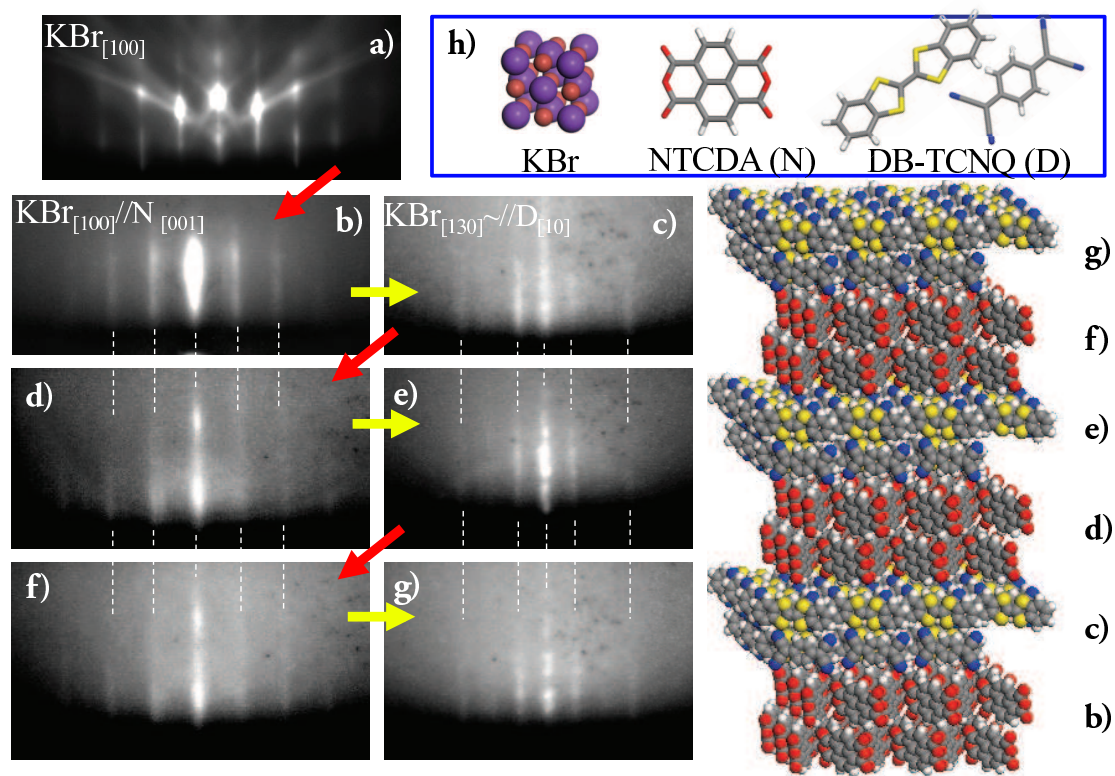 KBr[100]
a)
h)
KBr
NTCDA (N)
DB-TCNQ (D)
KBr[100]//N [001]
b)
KBr[130]~//D[10]
c)
d)
e)
f)
g)
g)
f)
e)
d)
c)
b)